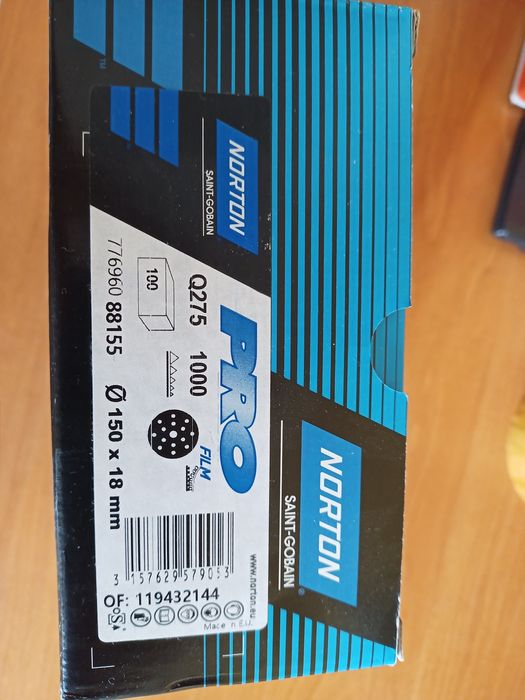 NORTON
SAINT-GOBAIN
PRO
FILM
100
Q275
1000
776960 88155
Ø 150 x 18 mm
3 157629 579053
www.norton.eu
OF: 119432144
Made in E.U.
NORTON
SAINT-GOBAIN®
TM